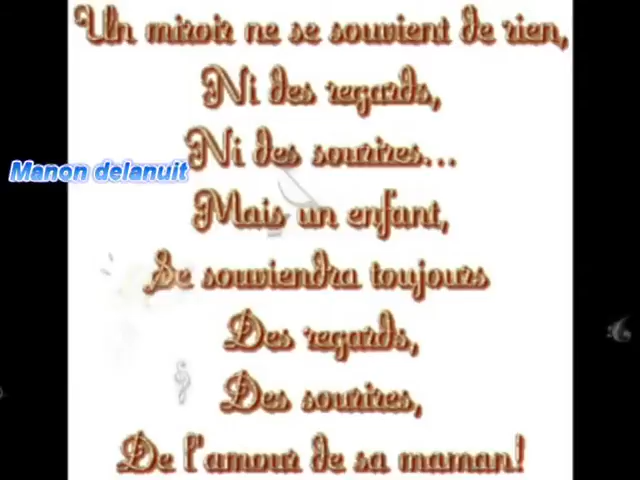 Un miroir ne se souvient de rien,
Ni des regards,
Ni des sourires...
Manon delanuit
Mais un enfant,
Se souviendra toujours
Des regards,
Des sourires,
De l'amour de sa maman!